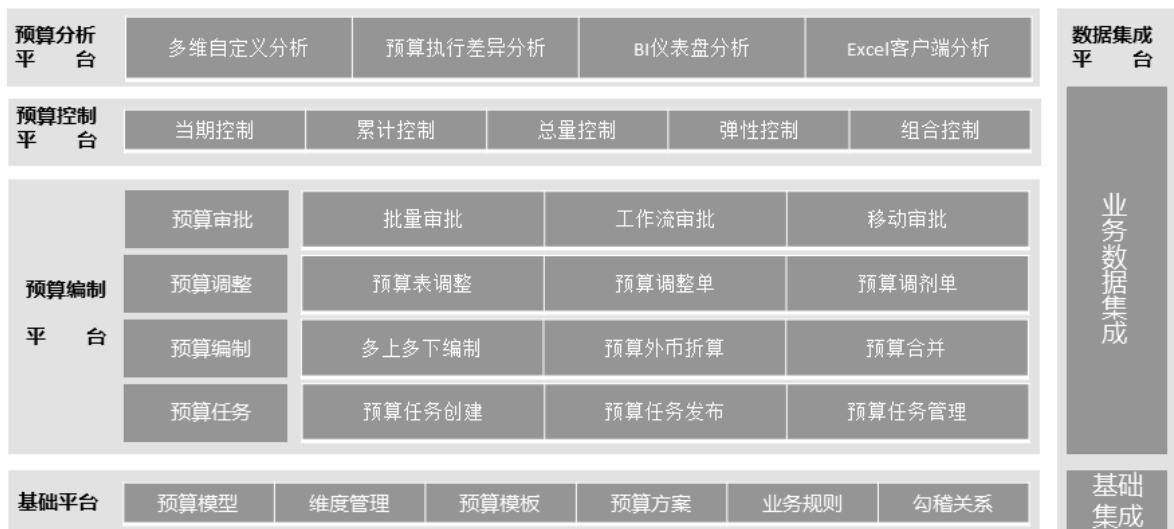 预算分析
平 台
多维自定义分析
预算执行差异分析
BI仪表盘分析
Excel客户端分析
预算控制
平 台
当期控制
累计控制
总量控制
弹性控制
组合控制
预算编制
平 台
预算审批
批量审批
工作流审批
移动审批
预算调整
预算表调整
预算调整单
预算调剂单
预算编制
多上多下编制
预算外币折算
预算合并
预算任务
预算任务创建
预算任务发布
预算任务管理
基础平台
预算模型
维度管理
预算模板
预算方案
业务规则
勾稽关系
数据集成
平 台
业务数据集成
基础
集成